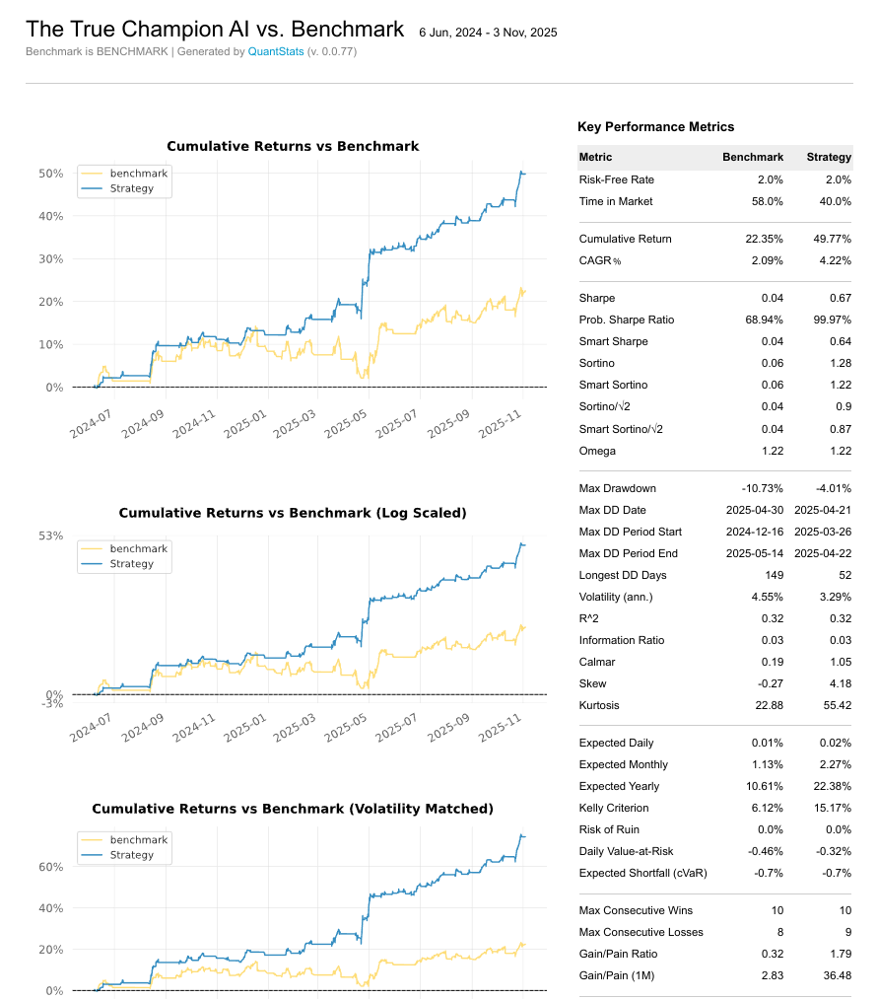 The True Champion AI vs. Benchmark 6 Jun, 2024 - 3 Nov, 2025
Benchmark is BENCHMARK | Generated by QuantStats (v. 0.0.77)
Cumulative Returns vs Benchmark
benchmark
Strategy
50%
40%
30%
20%
10%
0%
2024-07
2024-09
2024-11
2025-01
2025-03
2025-05
2025-07
2025-09
2025-11
Cumulative Returns vs Benchmark (Log Scaled)
benchmark
Strategy
53%
0%
-3%
2024-07
2024-09
2024-11
2025-01
2025-03
2025-05
2025-07
2025-09
2025-11
Cumulative Returns vs Benchmark (Volatility Matched)
benchmark
Strategy
60%
40%
20%
0%
Key Performance Metrics
Metric Benchmark Strategy
Risk-Free Rate 2.0% 2.0%
Time in Market 58.0% 40.0%
Cumulative Return 22.35% 49.77%
CAGR﹪ 2.09% 4.22%
Sharpe 0.04 0.67
Prob. Sharpe Ratio 68.94% 99.97%
Smart Sharpe 0.04 0.64
Sortino 0.06 1.28
Smart Sortino 0.06 1.22
Sortino/√2 0.04 0.9
Smart Sortino/√2 0.04 0.87
Omega 1.22 1.22
Max Drawdown -10.73% -4.01%
Max DD Date 2025-04-30 2025-04-21
Max DD Period Start 2024-12-16 2025-03-26
Max DD Period End 2025-05-14 2025-04-22
Longest DD Days 149 52
Volatility (ann.) 4.55% 3.29%
R^2 0.32 0.32
Information Ratio 0.03 0.03
Calmar 0.19 1.05
Skew -0.27 4.18
Kurtosis 22.88 55.42
Expected Daily 0.01% 0.02%
Expected Monthly 1.13% 2.27%
Expected Yearly 10.61% 22.38%
Kelly Criterion 6.12% 15.17%
Risk of Ruin 0.0% 0.0%
Daily Value-at-Risk -0.46% -0.32%
Expected Shortfall (cVaR) -0.7% -0.7%
Max Consecutive Wins 10 10
Max Consecutive Losses 8 9
Gain/Pain Ratio 0.32 1.79
Gain/Pain (1M) 2.83 36.48